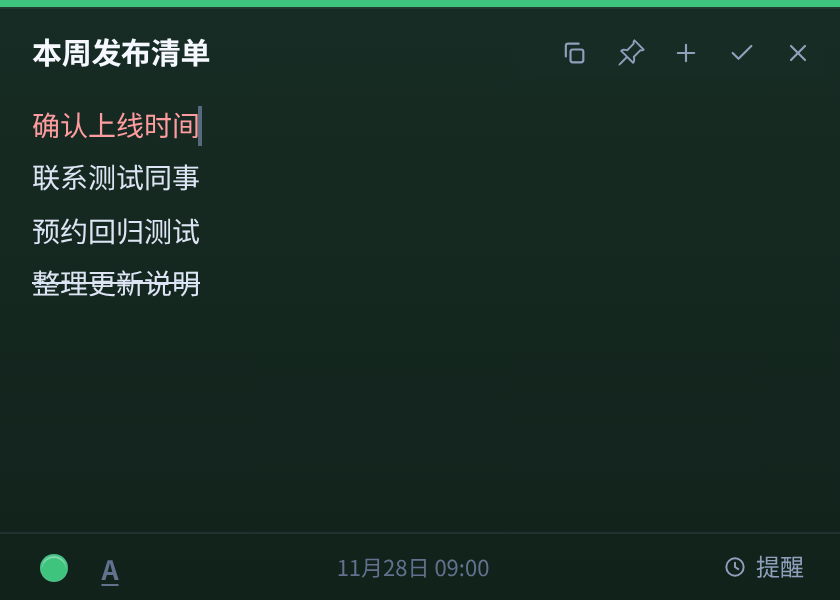 本周发布清单
确认上线时间
联系测试同事
预约回归测试
整理更新说明
A
11月28日 09:00
提醒